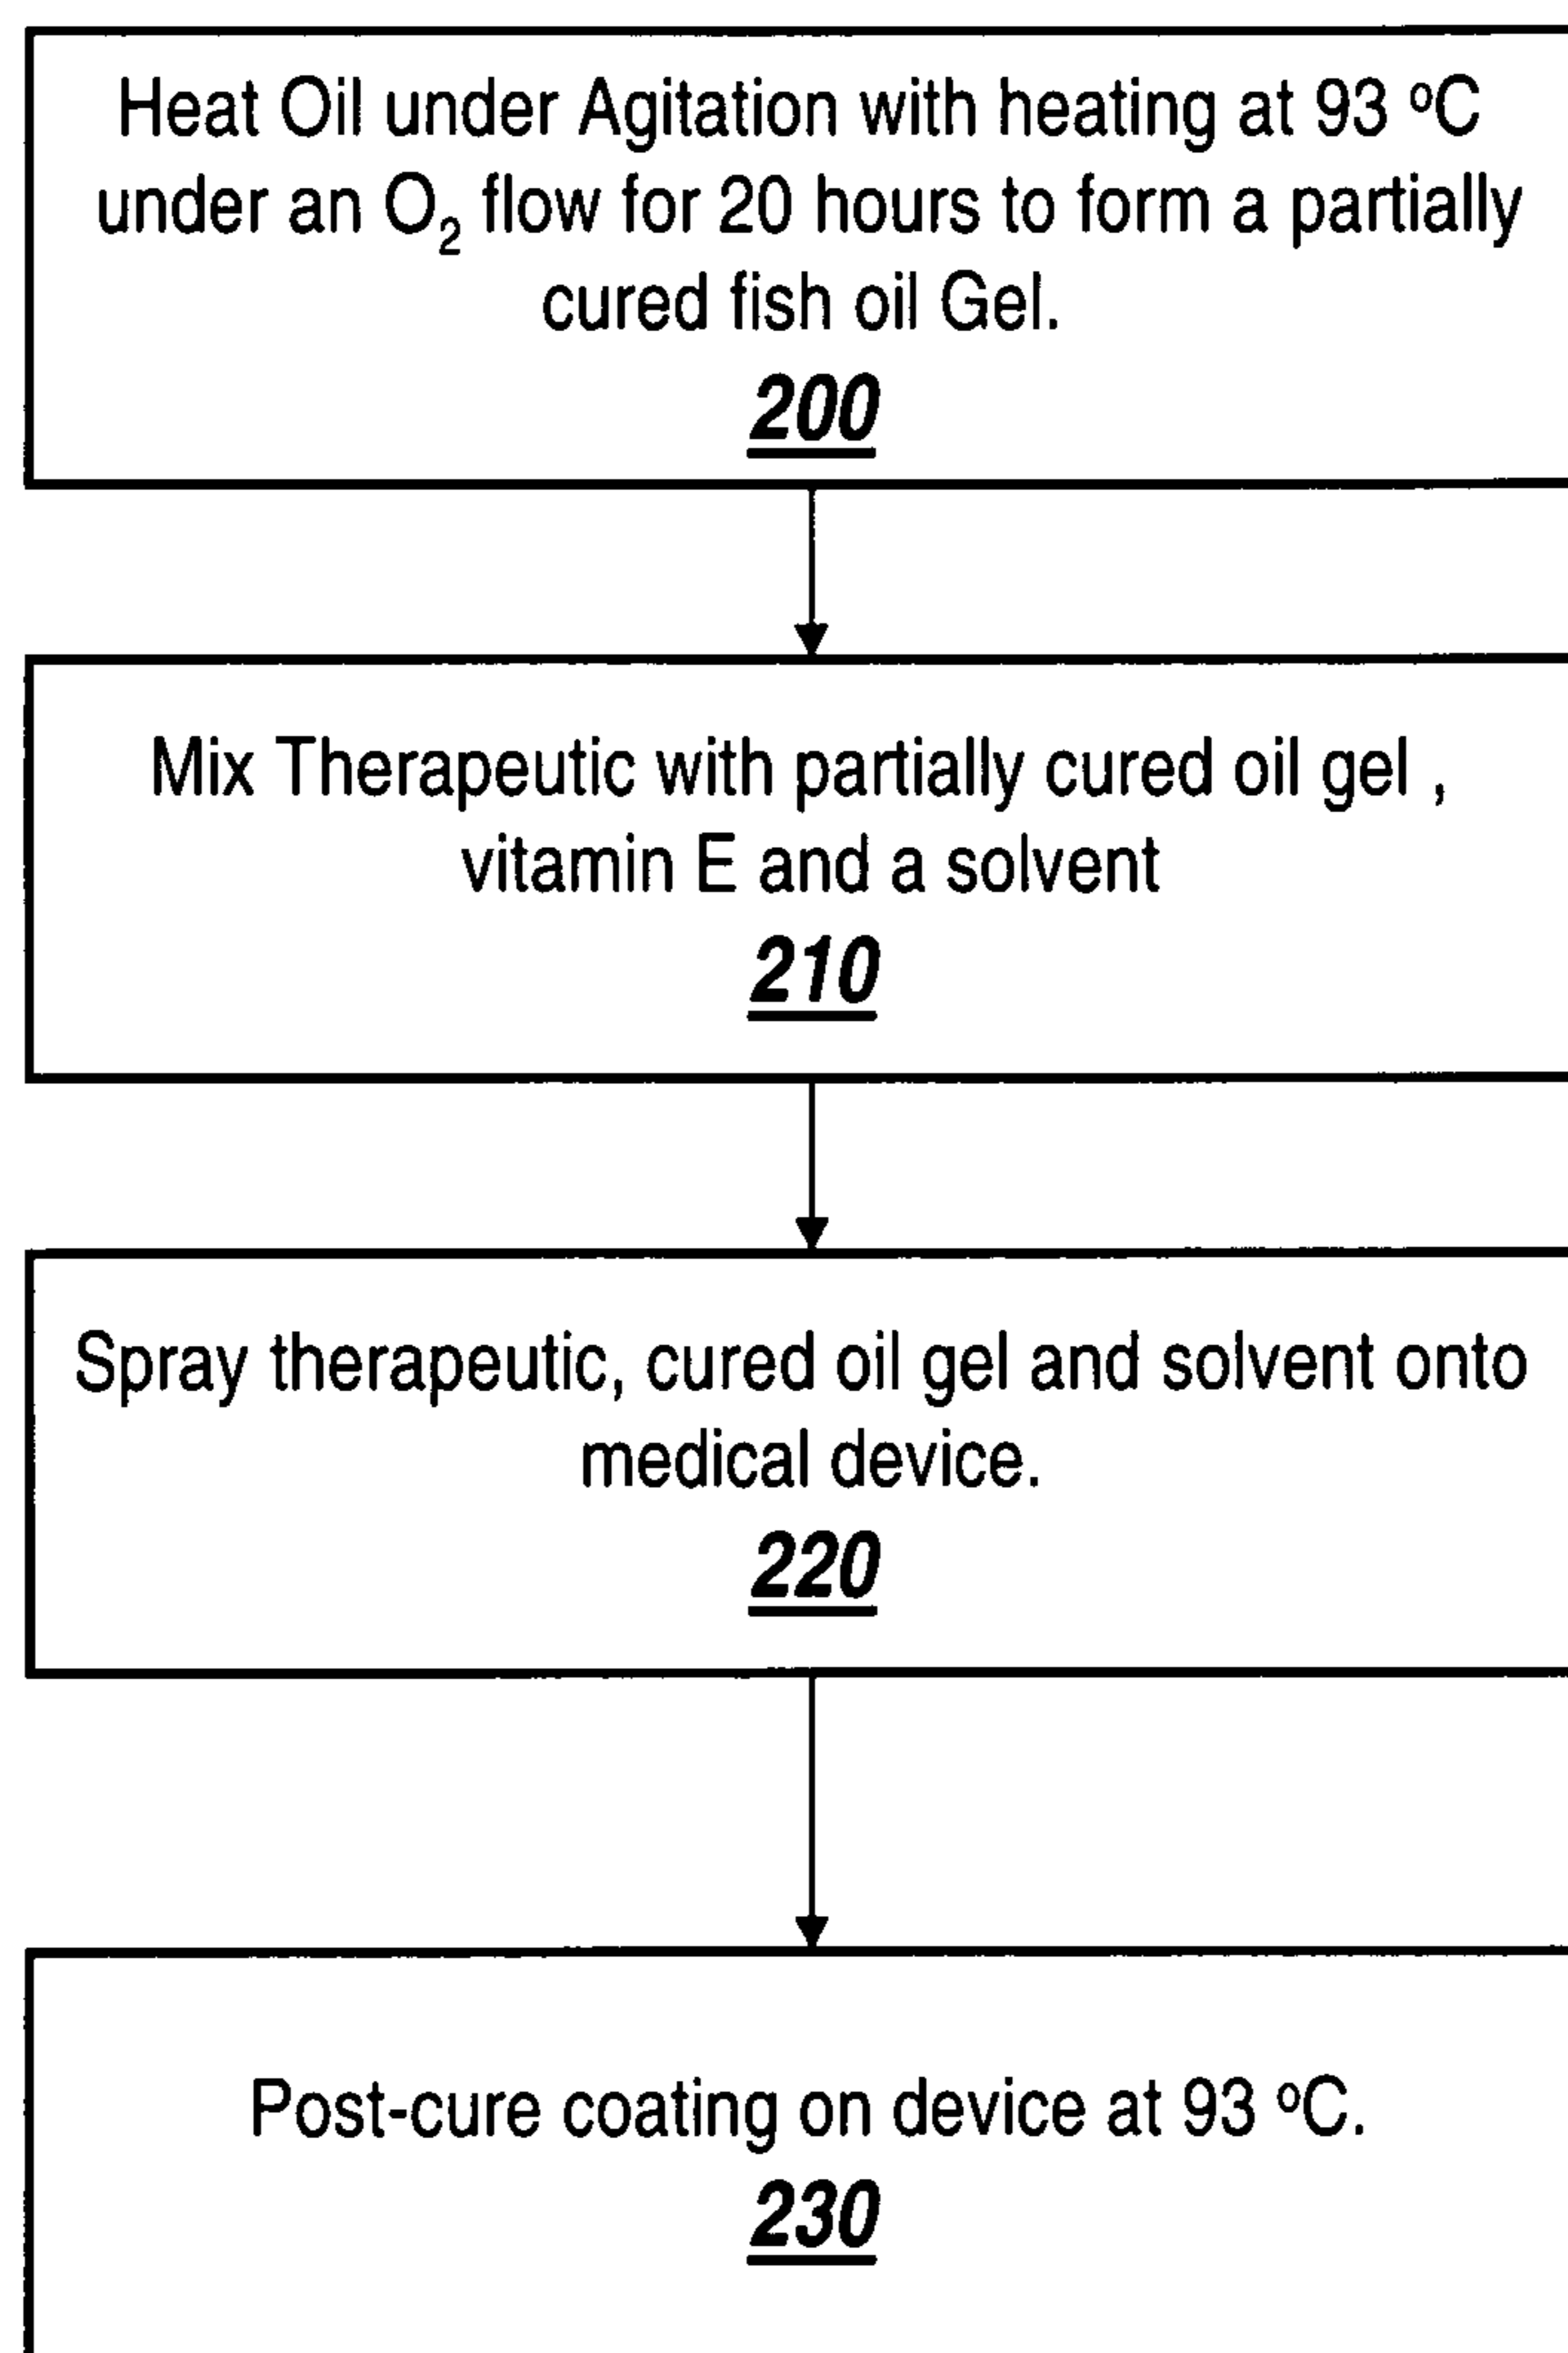 Heat Oil under Agitation with heating at 93 ºC
under an O₂ flow for 20 hours to form a partially
cured fish oil Gel.
200
Mix Therapeutic with partially cured oil gel ,
vitamin E and a solvent
210
Spray therapeutic, cured oil gel and solvent onto
medical device.
220
Post-cure coating on device at 93 ºC.
230